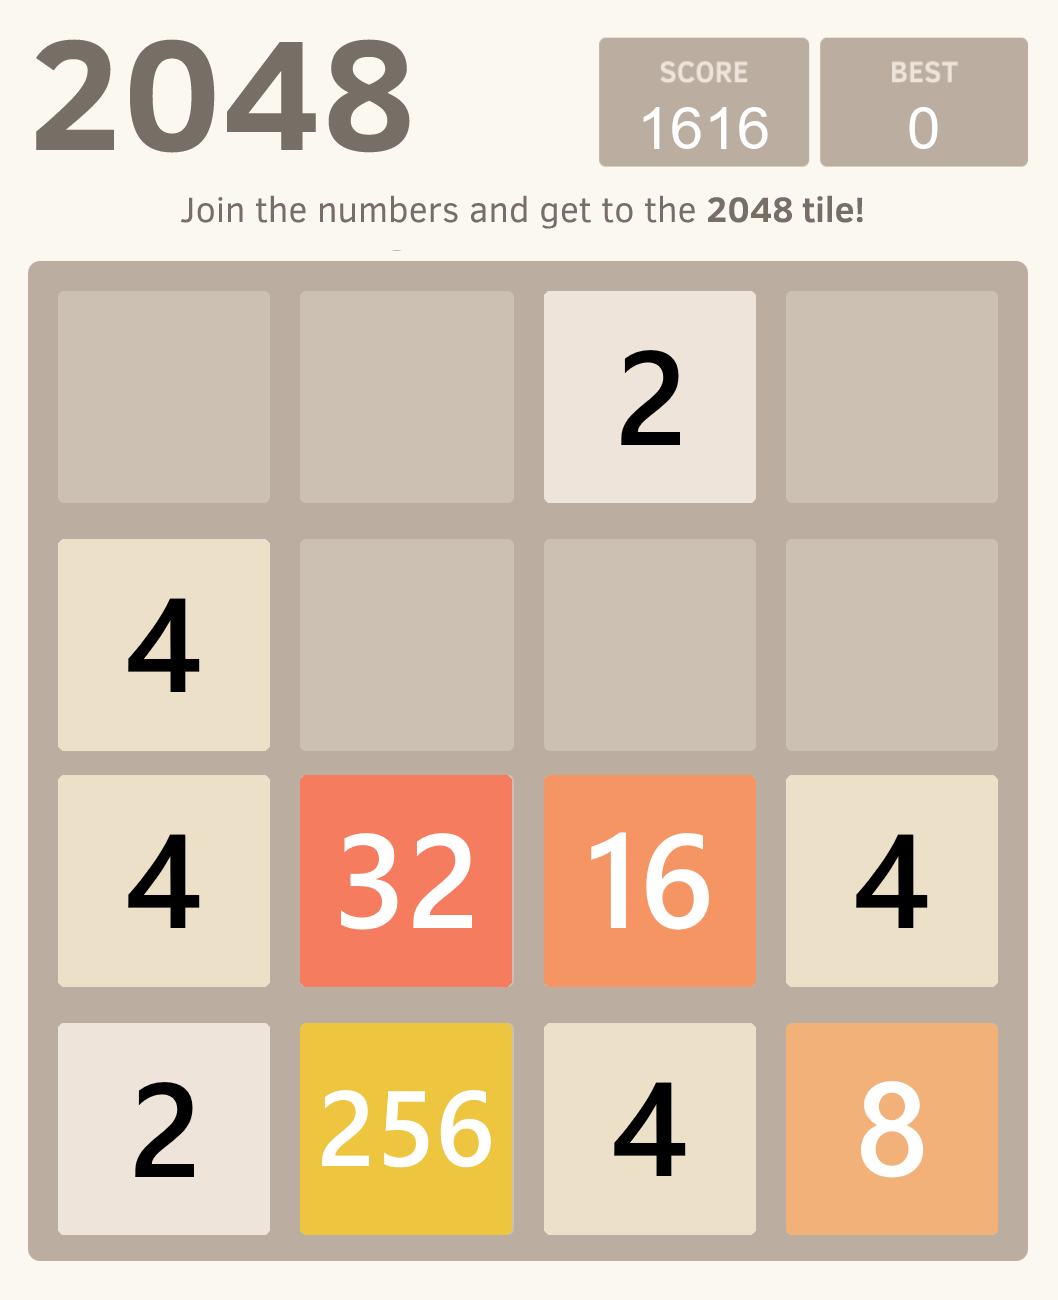 2048
SCORE BEST
1616 0
Join the numbers and get to the 2048 tile!
2
4
4 32 16 4
2 256 4 8